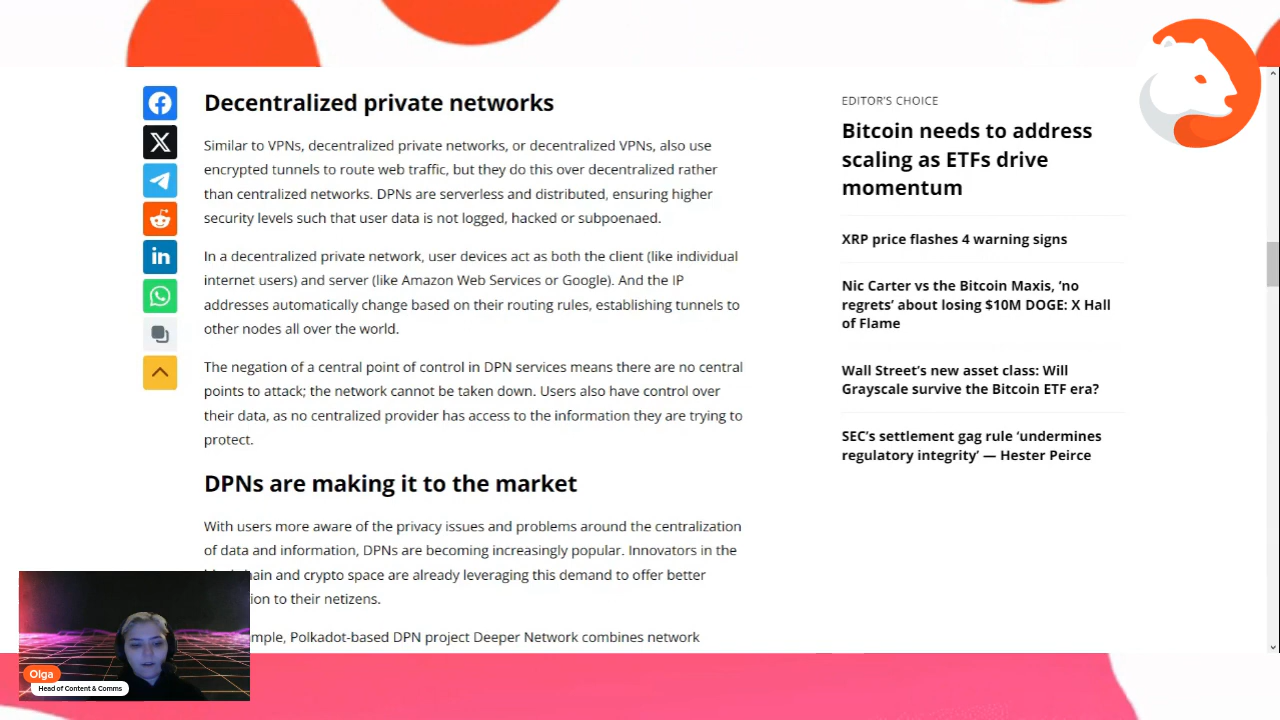 Decentralized private networks
Similar to VPNs, decentralized private networks, or decentralized VPNs, also use
encrypted tunnels to route web traffic, but they do this over decentralized rather
than centralized networks. DPNs are serverless and distributed, ensuring higher
security levels such that user data is not logged, hacked or subpoenaed.
In a decentralized private network, user devices act as both the client (like individual
internet users) and server (like Amazon Web Services or Google). And the IP
addresses automatically change based on their routing rules, establishing tunnels to
other nodes all over the world.
The negation of a central point of control in DPN services means there are no central
points to attack; the network cannot be taken down. Users also have control over
their data, as no centralized provider has access to the information they are trying to
protect.
DPNs are making it to the market
With users more aware of the privacy issues and problems around the centralization
of data and information, DPNs are becoming increasingly popular. Innovators in the
and crypto space are already leveraging this demand to offer better
to their netizens.
Polkadot-based DPN project Deeper Network combines network
EDITOR'S CHOICE
Bitcoin needs to address
scaling as ETFs drive
momentum
XRP price flashes 4 warning signs
Nic Carter vs the Bitcoin Maxis, ‘no
regrets’ about losing $10M DOGE: X Hall
of Flame
Wall Street’s new asset class: Will
Grayscale survive the Bitcoin ETF era?
SEC’s settlement gag rule ‘undermines
regulatory integrity’ — Hester Peirce
Olga
Head of Content & Comms